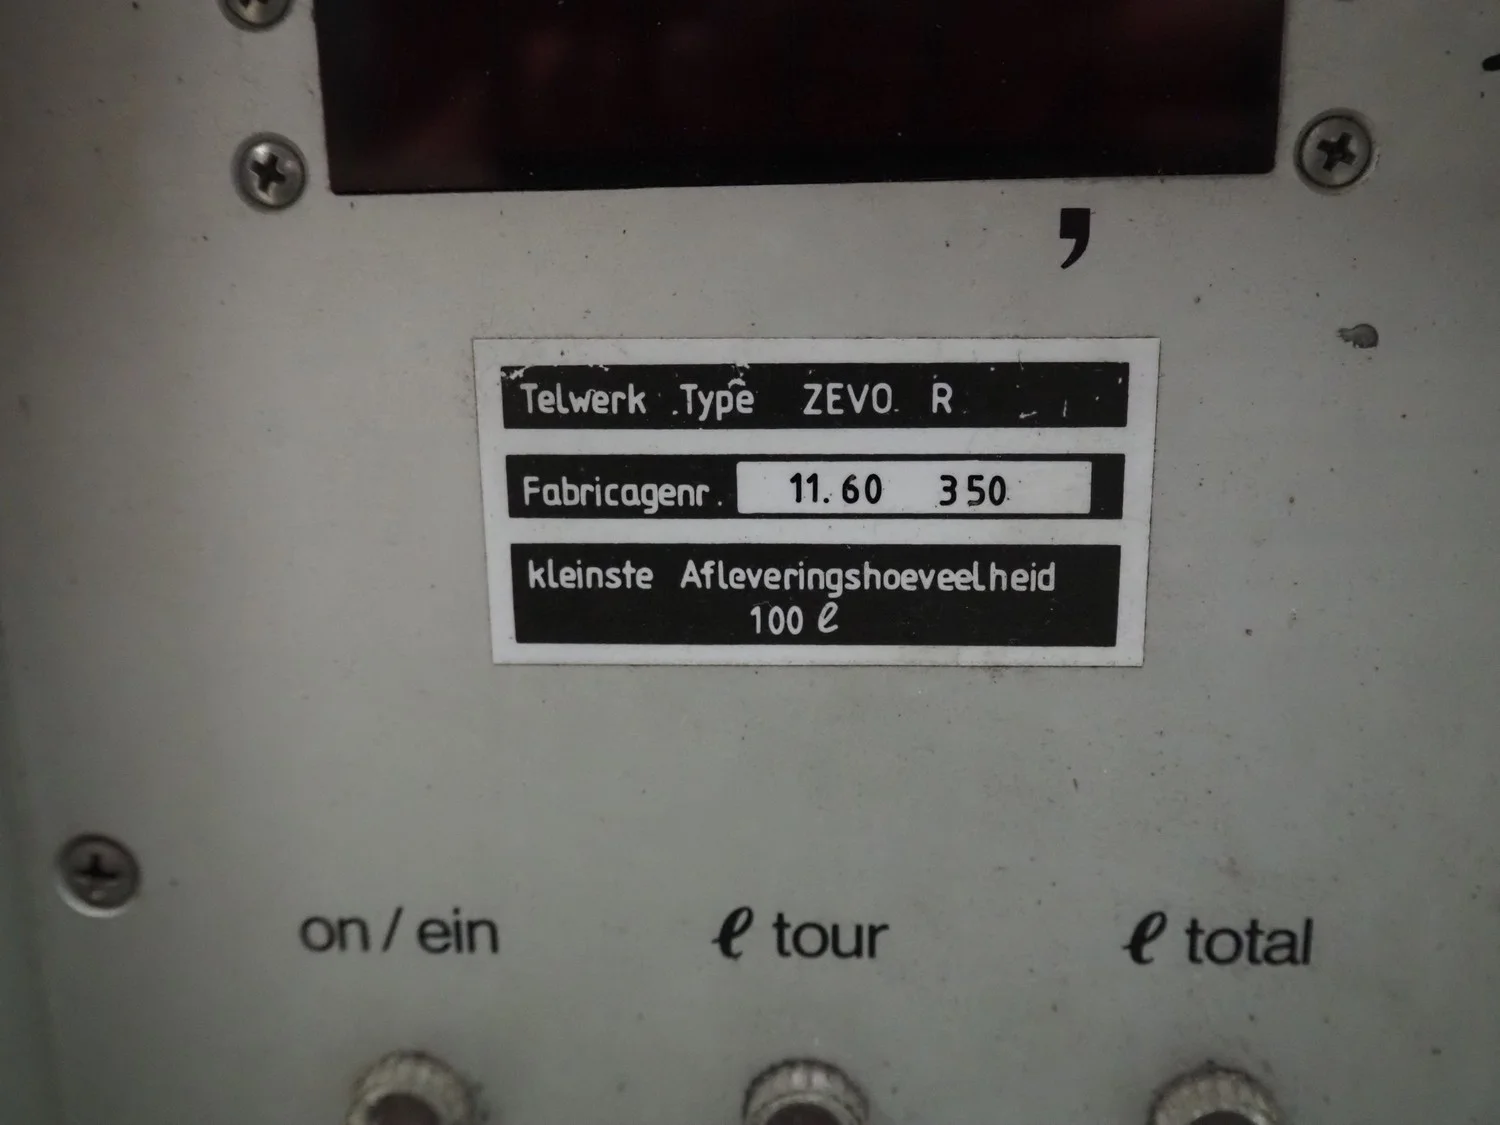 ,
Telwerk Type ZEVO R
Fabricagenr. 11.60 350
kleinste Afleveringshoeveelheid
100 ℓ
on / ein ℓ tour ℓ total